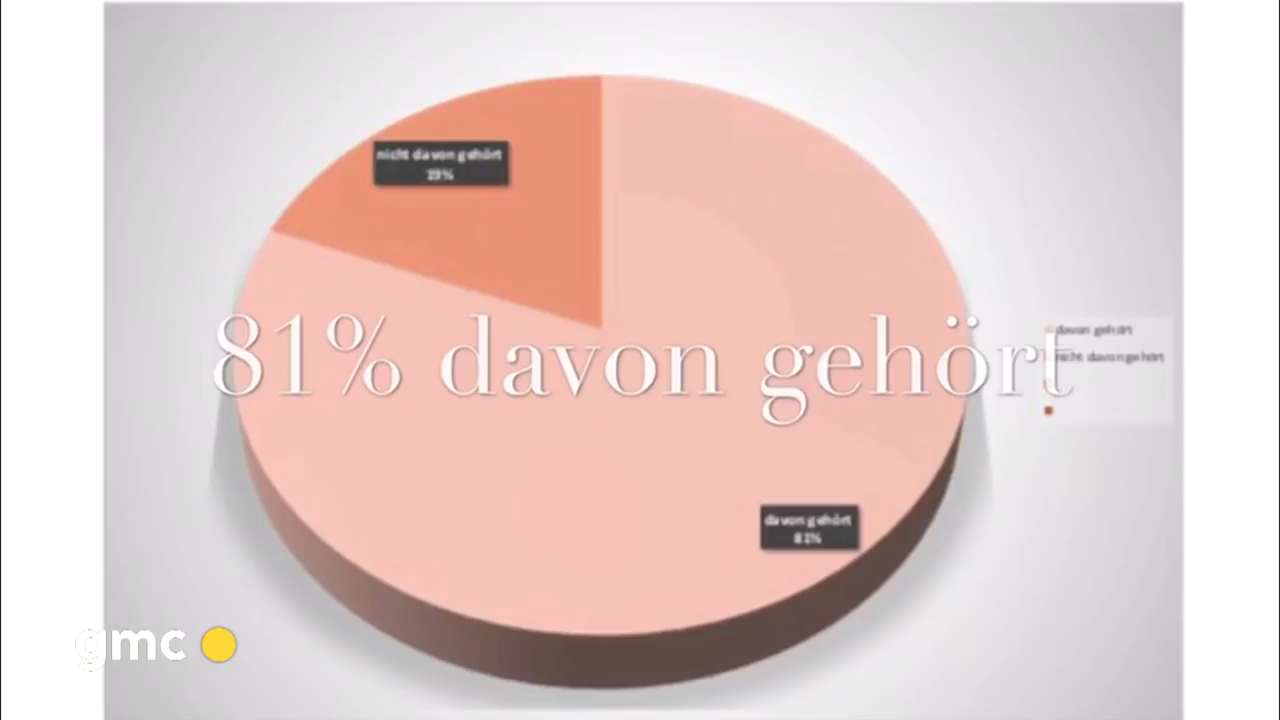 nicht davon gehört
19%
81% davon gehört
davon gehört
nicht davon gehört
davon gehört
81%
gmc